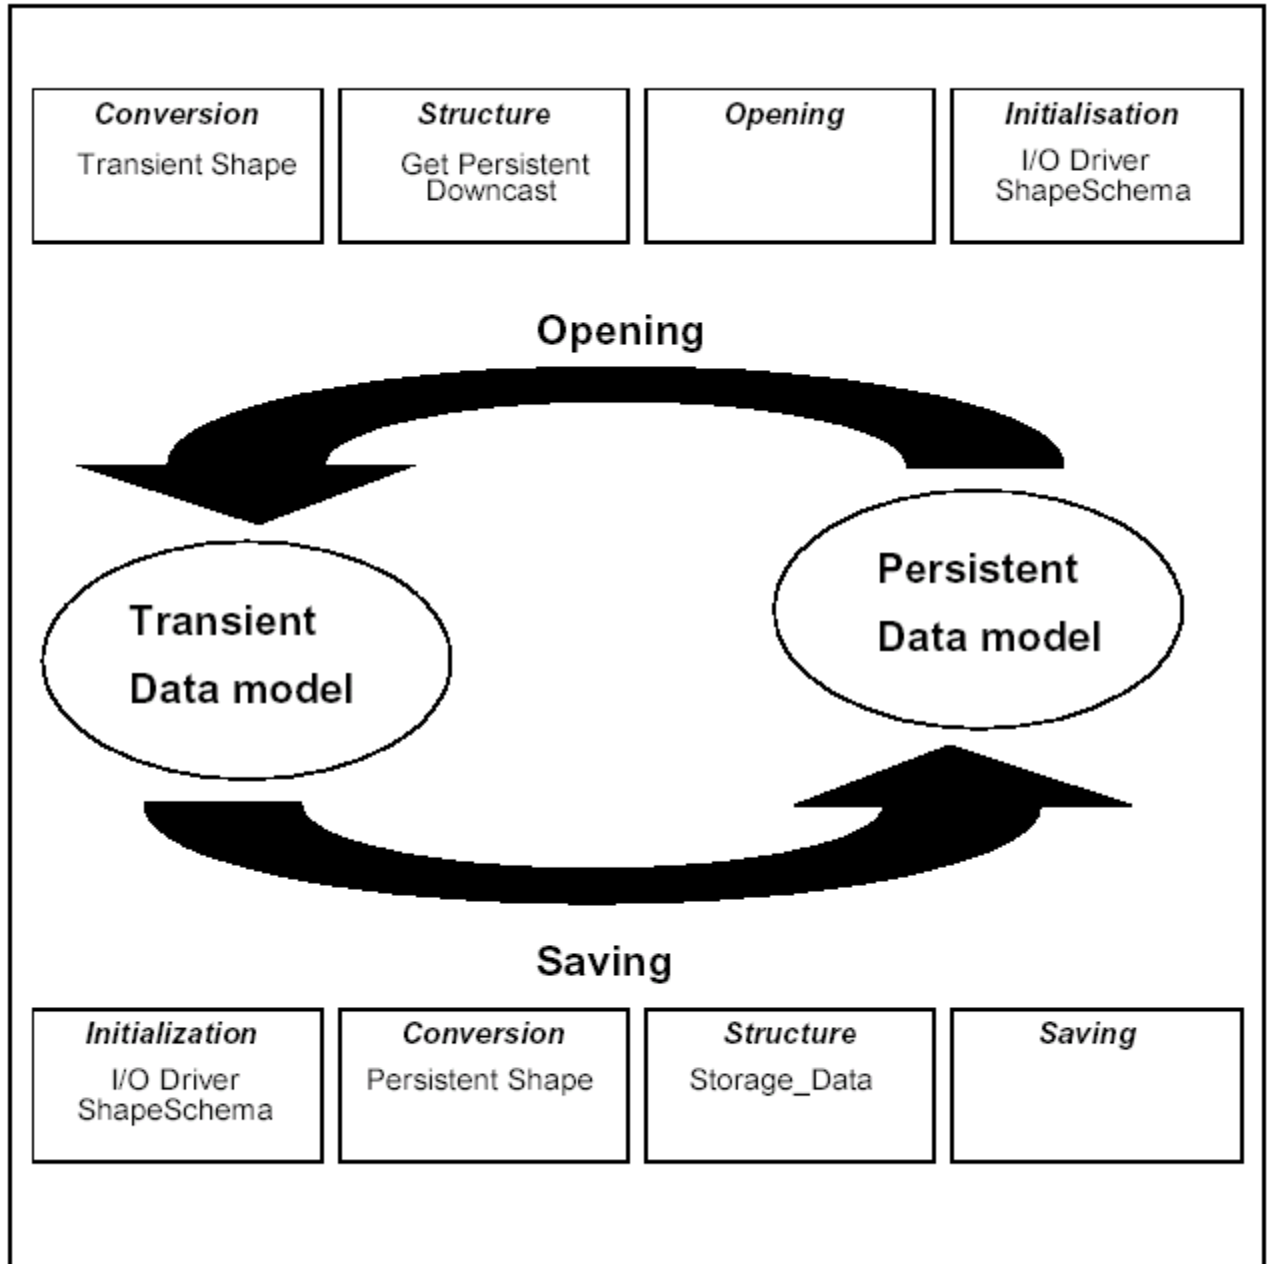 Conversion
Transient Shape
Structure
Get Persistent
Downcast
Opening
Initialisation
I/O Driver
ShapeSchema
Opening
Transient
Data model
Persistent
Data model
Saving
Initialization
I/O Driver
ShapeSchema
Conversion
Persistent Shape
Structure
Storage_Data
Saving